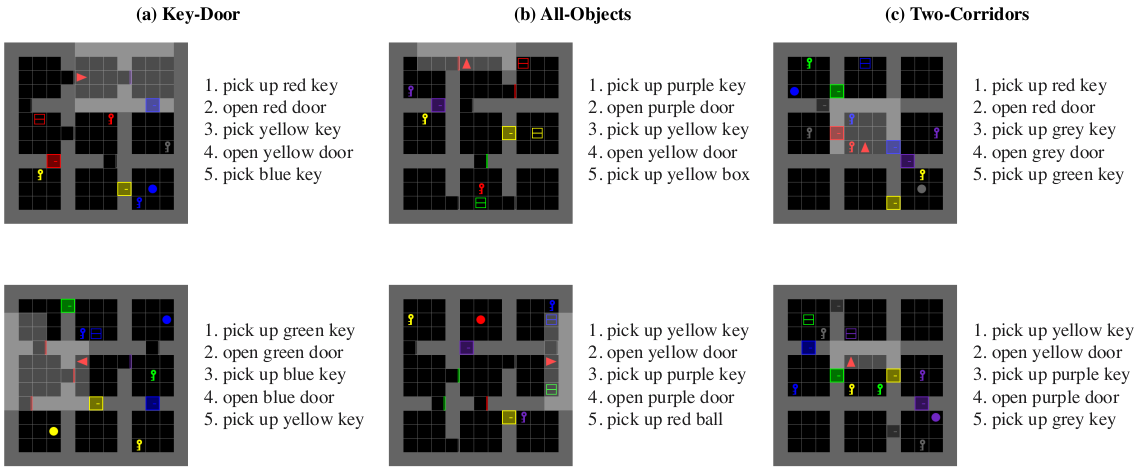 (a) Key-Door
1. pick up red key
2. open red door
3. pick yellow key
4. open yellow door
5. pick blue key
(b) All-Objects
1. pick up purple key
2. open purple door
3. pick up yellow key
4. open yellow door
5. pick up yellow box
(c) Two-Corridors
1. pick up red key
2. open red door
3. pick up grey key
4. open grey door
5. pick up green key
1. pick up green key
2. open green door
3. pick up blue key
4. open blue door
5. pick up yellow key
1. pick up yellow key
2. open yellow door
3. pick up purple key
4. open purple door
5. pick up red ball
1. pick up yellow key
2. open yellow door
3. pick up purple key
4. open purple door
5. pick up grey key